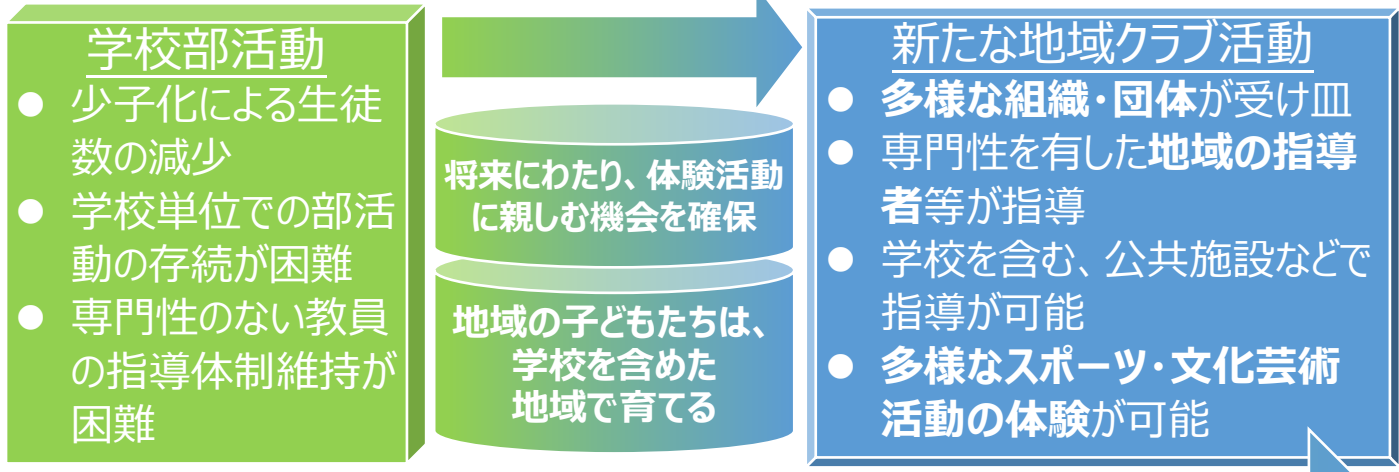 学校部活動
● 少子化による生徒
数の減少
● 学校単位での部活
動の存続が困難
● 専門性のない教員
の指導体制維持が
困難
将来にわたり、体験活動
に親しむ機会を確保
地域の子どもたちは、
学校を含めた
地域で育てる
新たな地域クラブ活動
● 多様な組織・団体が受け皿
● 専門性を有した地域の指導
者等が指導
● 学校を含む、公共施設などで
指導が可能
● 多様なスポーツ・文化芸術
活動の体験が可能